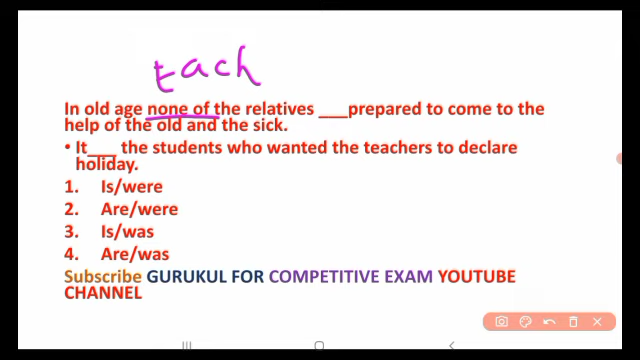 tach
In old age none of the relatives ___prepared to come to the
help of the old and the sick.
• It___ the students who wanted the teachers to declare
holiday.
1. Is/were
2. Are/were
3. Is/was
4. Are/was
Subscribe GURUKUL FOR COMPETITIVE EXAM YOUTUBE
CHANNEL